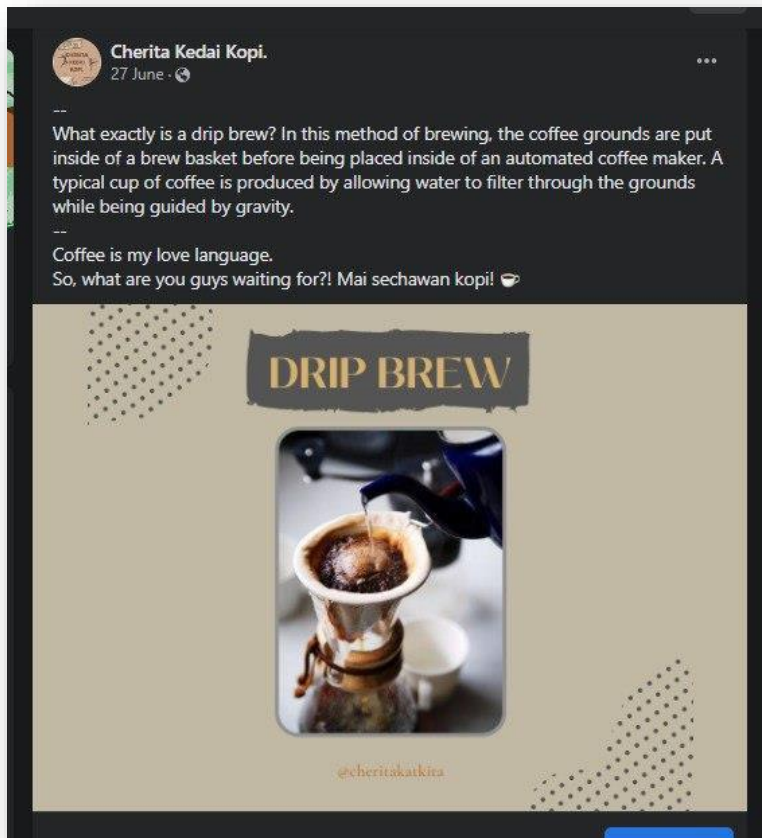 Cherita Kedai Kopi.
27 June ·
--
What exactly is a drip brew? In this method of brewing, the coffee grounds are put
inside of a brew basket before being placed inside of an automated coffee maker. A
typical cup of coffee is produced by allowing water to filter through the grounds
while being guided by gravity.
--
Coffee is my love language.
So, what are you guys waiting for?! Mai sechawan kopi! ☕
DRIP BREW
@cheritakatkita